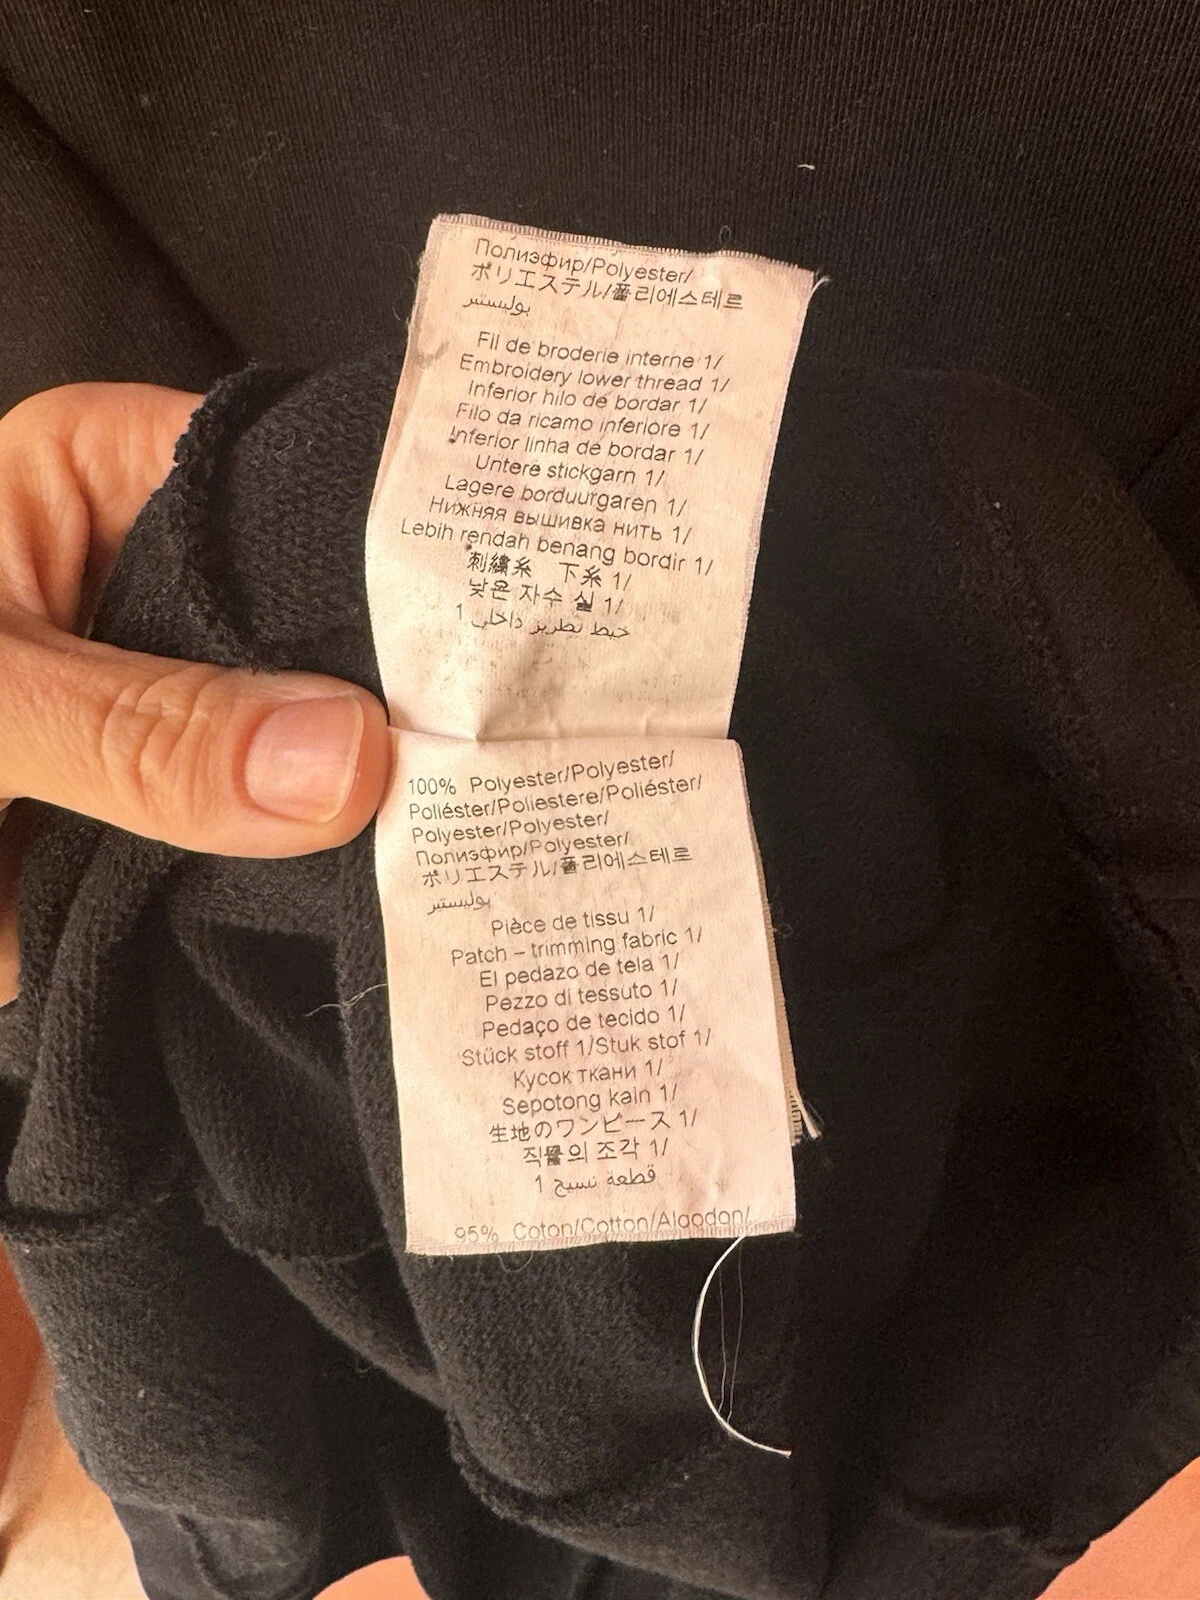 Полиэфир/Polyester/
ポリエステル/폴리에스테르
بوليستير
Fil de broderie interne 1/
Embroidery lower thread 1/
Inferior hilo de bordar 1/
Filo da ricamo inferiore 1/
Inferior linha de bordar 1/
Untere stickgarn 1/
Lagere borduurgaren 1/
Нижняя вышивка нить 1/
Lebih rendah benang bordir 1/
刺繍糸 下糸 1/
낮은 자수 실 1/
خيط تطريز داخلي 1
100% Polyester/Polyester/
Poliéster/Poliestere/Poliéster/
Polyester/Polyester/
Полиэфир/Polyester/
ポリエステル/폴리에스테르
بوليستير
Pièce de tissu 1/
Patch – trimming fabric 1/
El pedazo de tela 1/
Pezzo di tessuto 1/
Pedaço de tecido 1/
Stück stoff 1/Stuk stof 1/
Кусок ткани 1/
Sepotong kain 1/
生地のワンピース 1/
직물의 조각 1/
قطعة نسيج 1
95% Coton/Cotton/Algodon/